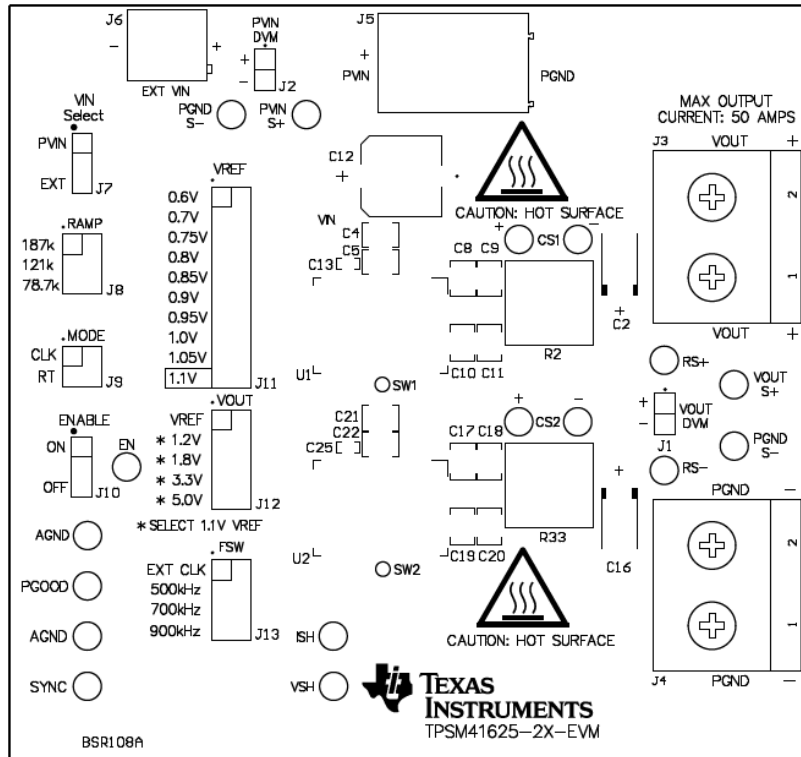 J6
- +
EXT VIN
PVIN
DVM
+
-
J2
PGND
S-
PVIN
S+
J5
+
PVIN
PGND
MAX OUTPUT
CURRENT: 50 AMPS
J3 VOUT +
2
1
VOUT +
VIN
Select
PVIN
EXT
J7
RAMP
187k
121k
78.7k
J8
MODE
CLK
RT
J9
ENABLE
ON
OFF
J10
EN
VREF
0.6V
0.7V
0.75V
0.8V
0.85V
0.9V
0.95V
1.0V
1.05V
1.1V
J11
VOUT
VREF
* 1.2V
* 1.8V
* 3.3V
* 5.0V
J12
*SELECT 1.1V VREF
FSW
EXT CLK
500kHz
700kHz
900kHz
J13
AGND
PGOOD
AGND
SYNC
C12
+
VIN
C4
C5
C13
U1
SW1
C21
C22
C25
U2
SW2
ISH
VSH
CAUTION: HOT SURFACE
+ CS1 -
C8 C9
C10 C11
R2
+
C2
+ -
CS2
C17 C18
C19 C20
R33
+
C16
CAUTION: HOT SURFACE
RS+
VOUT
S+
+
-
VOUT
DVM
J1
PGND
S-
RS-
PGND -
2
1
J4 PGND -
TEXAS
INSTRUMENTS
TPSM41625-2X-EVM
BSR108A